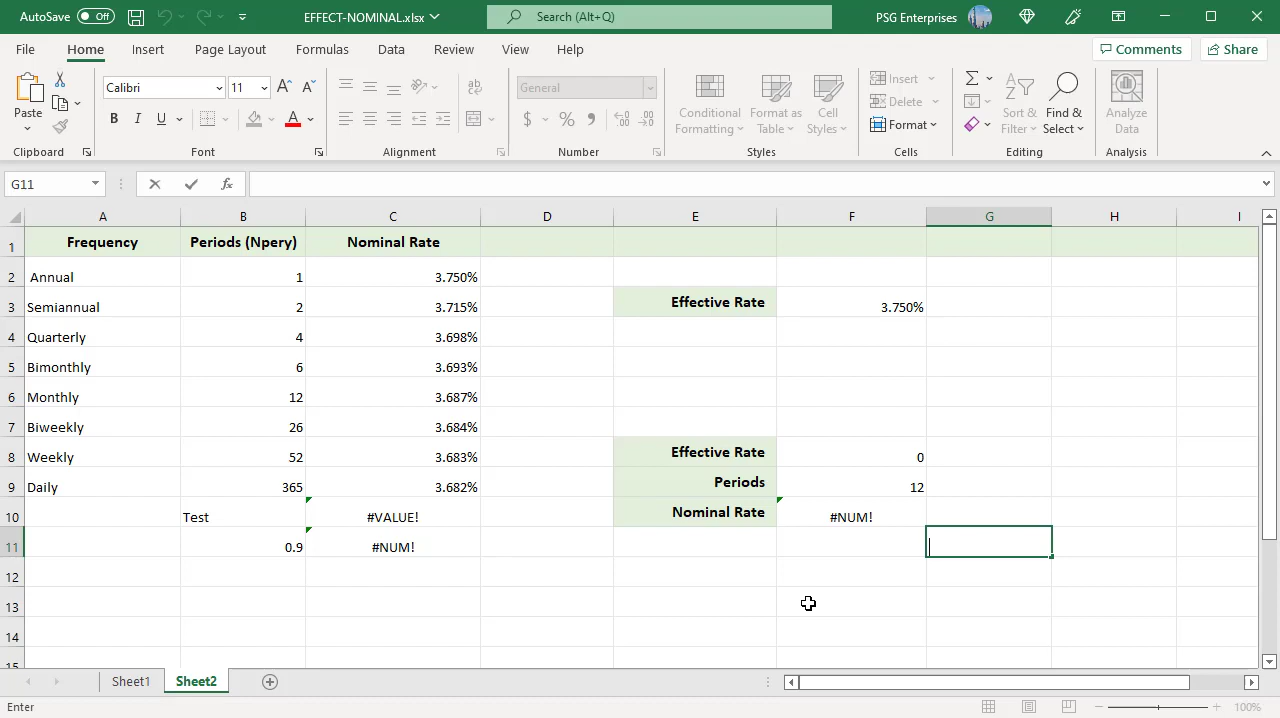 AutoSave Off EFFECT-NOMINAL.xlsx Search (Alt+Q) PSG Enterprises
File Home Insert Page Layout Formulas Data Review View Help Comments Share
Paste
Clipboard
Calibri 11
B I U A
Font
ab
Alignment
General
$ % 9
Number
Conditional Formatting
Format as Table
Cell Styles
Styles
Insert
Delete
Format
Cells
Sort & Filter
Find & Select
Editing
Analyze Data
Analysis
G11 fx
A B C D E F G H I
1 Frequency Periods (Npery) Nominal Rate
2 Annual 1 3.750%
3 Semiannual 2 3.715% Effective Rate 3.750%
4 Quarterly 4 3.698%
5 Bimonthly 6 3.693%
6 Monthly 12 3.687%
7 Biweekly 26 3.684%
8 Weekly 52 3.683% Effective Rate 0
9 Daily 365 3.682% Periods 12
10 Test #VALUE! Nominal Rate #NUM!
11 0.9 #NUM!
12
13
14
15
Sheet1 Sheet2
Enter 100%